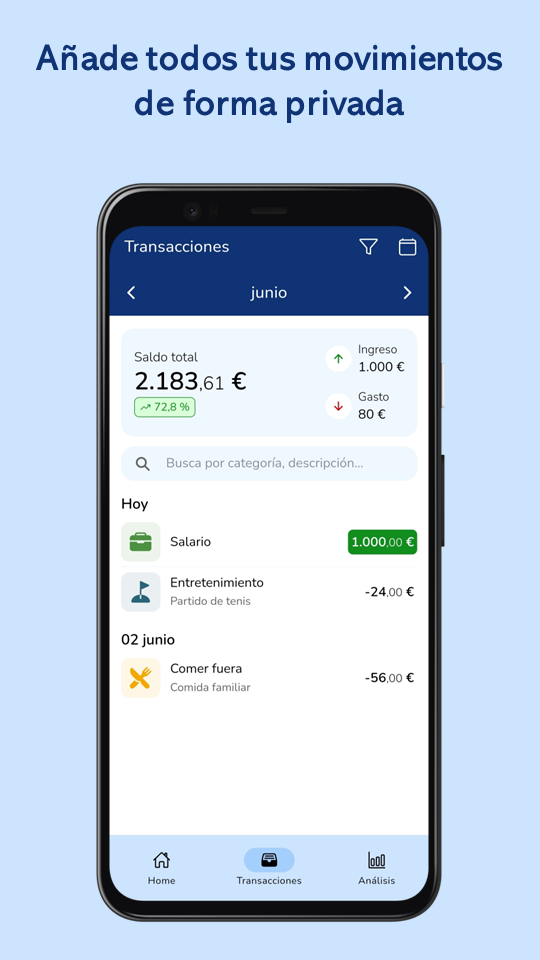 Añade todos tus movimientos
de forma privada
Transacciones
junio
Saldo total
2.183,61 €
72,8 %
Ingreso
1.000 €
Gasto
80 €
Busca por categoría, descripción...
Hoy
Salario
1.000,00 €
Entretenimiento
Partido de tenis
-24,00 €
02 junio
Comer fuera
Comida familiar
-56,00 €
Home
Transacciones
Análisis